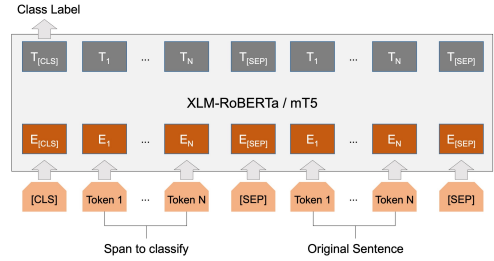 Class Label
T[CLS] T1 ... TN T[SEP] T1 ... TN T[SEP]
XLM-RoBERTa / mT5
E[CLS] E1 ... EN E[SEP] E1 ... EN E[SEP]
[CLS] Token 1 ... Token N [SEP] Token 1 ... Token N [SEP]
Span to classify Original Sentence